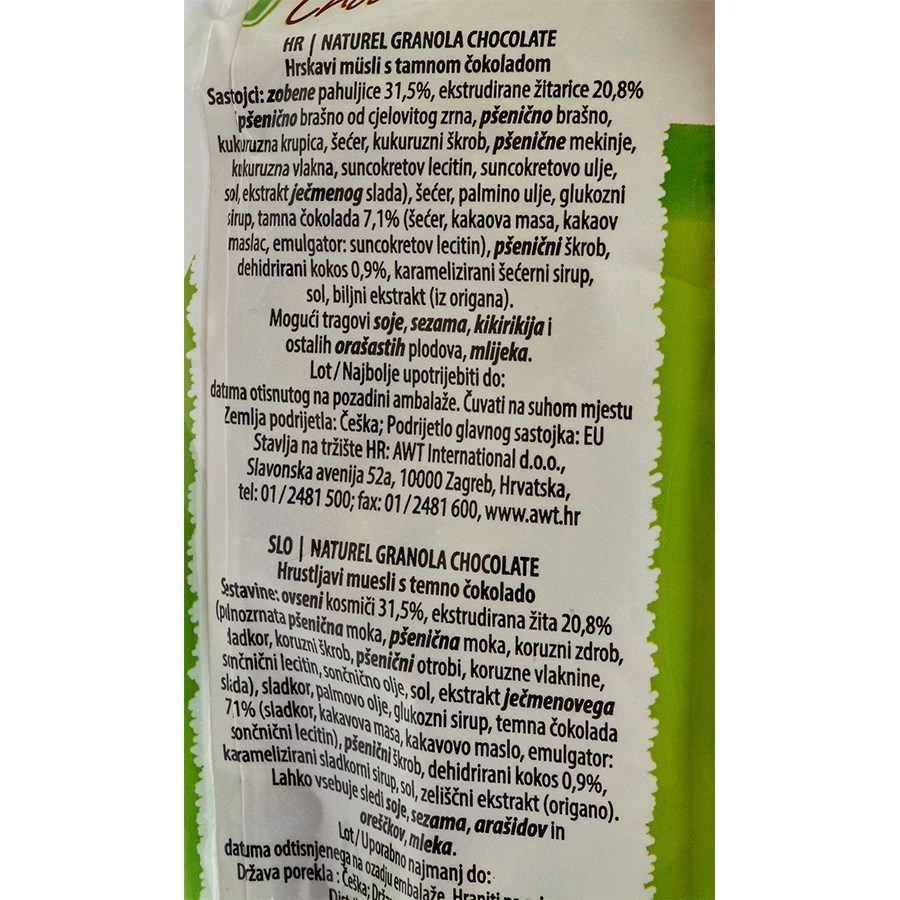 HR | NATUREL GRANOLA CHOCOLATE
Hrskavi müsli s tamnom čokoladom
Sastojci: zobene pahuljice 31,5%, ekstrudirane žitarice 20,8%
pšenično brašno od cjelovitog zrna, pšenično brašno,
kukuruzna krupica, šećer, kukuruzni škrob, pšenične mekinje,
kukuruzna vlakna, suncokretov lecitin, suncokretovo ulje,
sol, ekstrakt ječmenog slada), šećer, palmino ulje, glukozni
sirup, tamna čokolada 7,1% (šećer, kakaova masa, kakaov
maslac, emulgator: suncokretov lecitin), pšenični škrob,
dehidrirani kokos 0,9%, karamelizirani šećerni sirup,
sol, biljni ekstrakt (iz origana).
Mogući tragovi soje, sezama, kikirikija i
ostalih orašastih plodova, mlijeka.
Lot / Najbolje upotrijebiti do:
datuma otisnutog na pozadini ambalaže. Čuvati na suhom mjestu
Zemlja podrijetla: Češka; Podrijetlo glavnog sastojka: EU
Stavlja na tržište HR: AWT International d.o.o.,
Slavonska avenija 52a, 10000 Zagreb, Hrvatska,
tel: 01/2481 500; fax: 01/2481 600, www.awt.hr
SLO | NATUREL GRANOLA CHOCOLATE
Hrustljavi muesli s temno čokolado
Sestavine: ovseni kosmiči 31,5%, ekstrudirana žita 20,8%
(polnozrnata pšenična moka, pšenična moka, koruzni zdrob,
sladkor, koruzni škrob, pšenični otrobi, koruzne vlaknine,
sončnični lecitin, sončnično olje, sol, ekstrakt ječmenovega
slada), sladkor, palmovo olje, glukozni sirup, temna čokolada
7,1% (sladkor, kakavova masa, kakavovo maslo, emulgator:
sončnični lecitin), pšenični škrob, dehidrirani kokos 0,9%,
karamelizirani sladkorni sirup, sol, zeliščni ekstrakt (origano).
Lahko vsebuje sledi soje, sezama, arašidov in
oreščkov, mleka.
Lot / Uporabno najmanj do:
datuma odtisnjenega na ozadju embalaže. Hraniti
Država porekla : Češka;